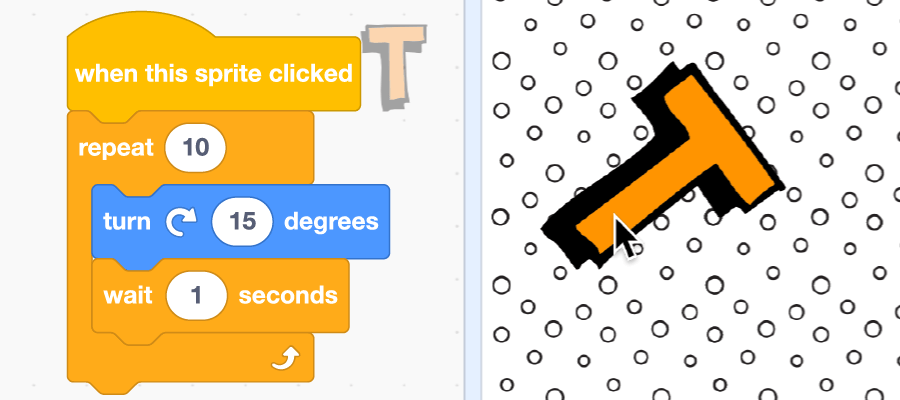 when this sprite clicked
T
repeat 10
turn 15 degrees
wait 1 seconds
T